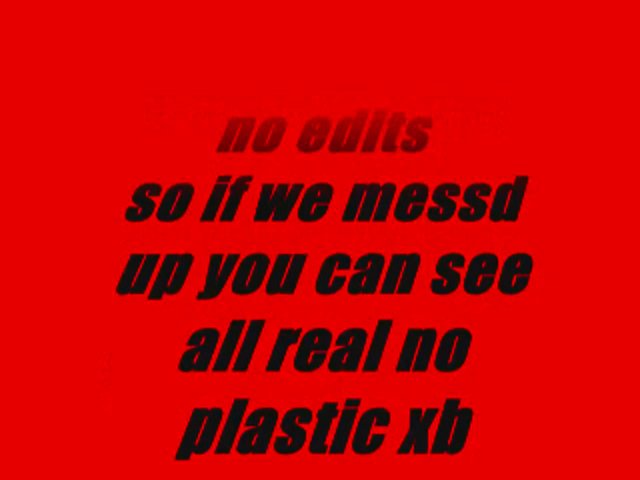 no edits
so if we messd
up you can see
all real no
plastic xb